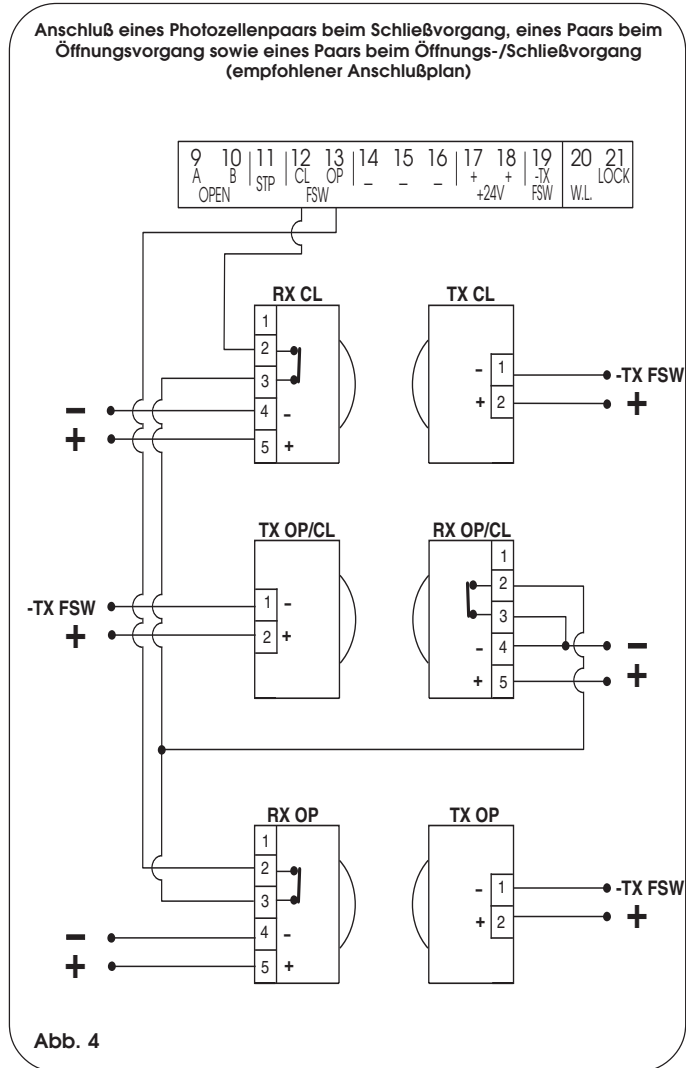 Anschluß eines Photozellenpaars beim Schließvorgang, eines Paars beim
Öffnungsvorgang sowie eines Paars beim Öffnungs-/Schließvorgang
(empfohlener Anschlußplan)
9 10 11 12 13 14 15 16 17 18 19 20 21
A B STP CL OP – – – + + -TX LOCK
OPEN FSW +24V FSW W.L.
RX CL TX CL
1
2
3
4 -
5 +
–
+
- 1 -TX FSW
+ 2 +
TX OP/CL RX OP/CL
-TX FSW 1 -
+ 2 +
1
2
3
- 4 –
+ 5 +
RX OP TX OP
1
2
3
4 -
5 +
–
+
- 1 -TX FSW
+ 2 +
Abb. 4